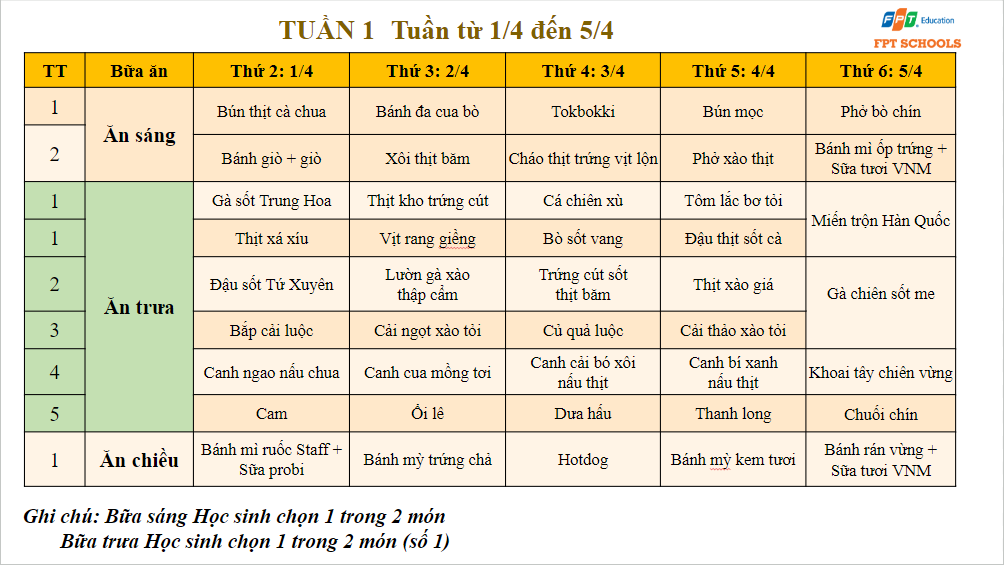 TUẦN 1 Tuần từ 1/4 đến 5/4
FPT Education
FPT SCHOOLS
TT Bữa ăn Thứ 2: 1/4 Thứ 3: 2/4 Thứ 4: 3/4 Thứ 5: 4/4 Thứ 6: 5/4
1 Bún thịt cà chua Bánh đa cua bò Tokbokki Bún mọc Phở bò chín
Ăn sáng
2 Bánh giò + giò Xôi thịt băm Cháo thịt trứng vịt lộn Phở xào thịt Bánh mì ốp trứng +
Sữa tươi VNM
1 Gà sốt Trung Hoa Thịt kho trứng cút Cá chiên xù Tôm lắc bơ tỏi
Miến trộn Hàn Quốc
1 Thịt xá xíu Vịt rang giềng Bò sốt vang Đậu thịt sốt cà
2 Đậu sốt Tứ Xuyên Lườn gà xào Trứng cút sốt Thịt xào giá
thập cẩm thịt băm
Gà chiên sốt me
Ăn trưa
3 Bắp cải luộc Cải ngọt xào tỏi Củ quả luộc Cải thảo xào tỏi
4 Canh ngao nấu chua Canh cua mồng tơi Canh cải bó xôi Canh bí xanh Khoai tây chiên vừng
nấu thịt nấu thịt
5 Cam Ổi lê Dưa hấu Thanh long Chuối chín
1 Ăn chiều Bánh mì ruốc Staff + Bánh mỳ trứng chả Hotdog Bánh mỳ kem tươi Bánh rán vừng +
Sữa probi Sữa tươi VNM
Ghi chú: Bữa sáng Học sinh chọn 1 trong 2 món
Bữa trưa Học sinh chọn 1 trong 2 món (số 1)